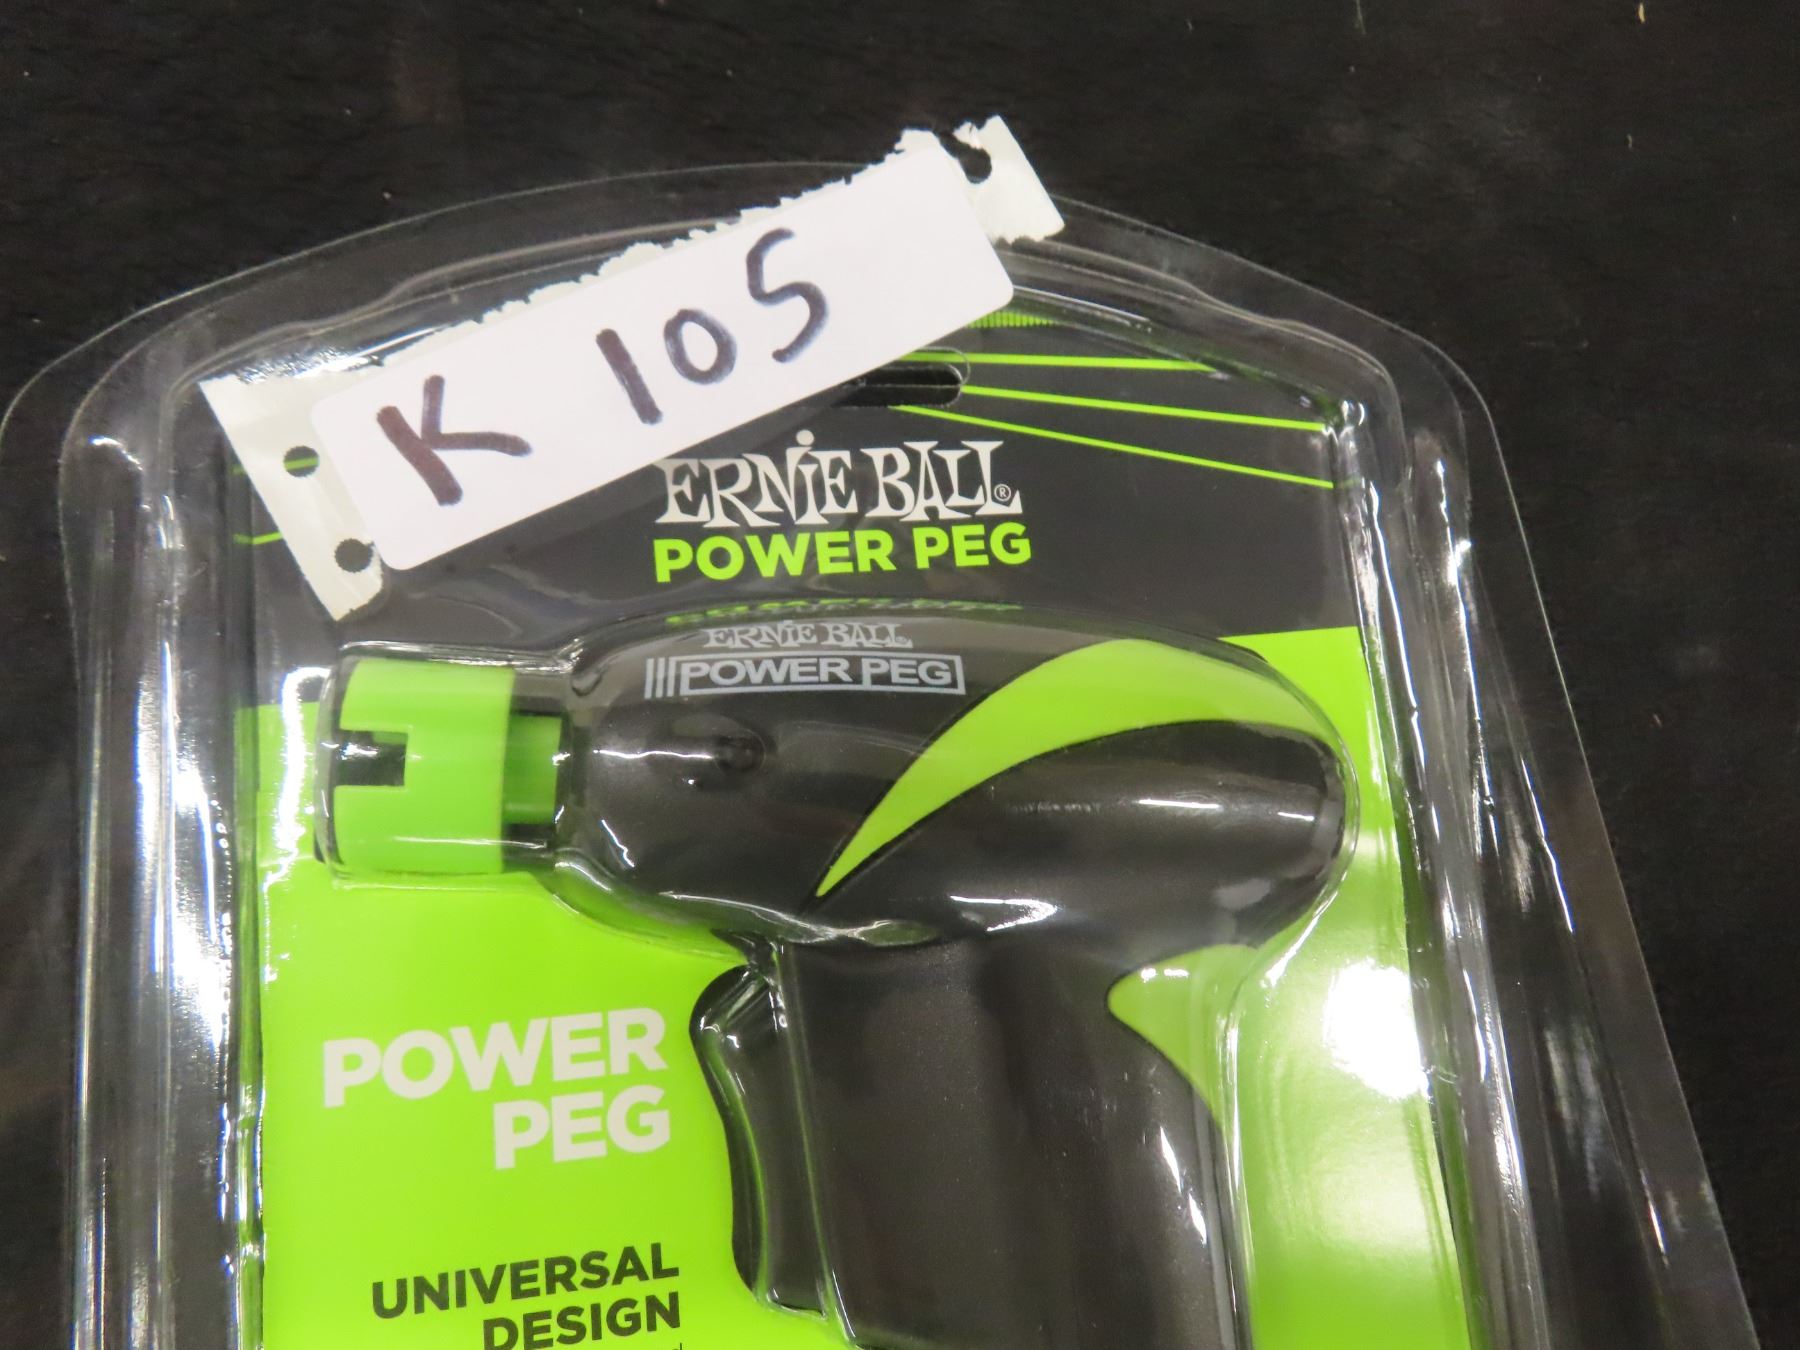 K 105
ERNIE BALL®
POWER PEG
ERNIE BALL®
POWER PEG
POWER
PEG
UNIVERSAL
DESIGN